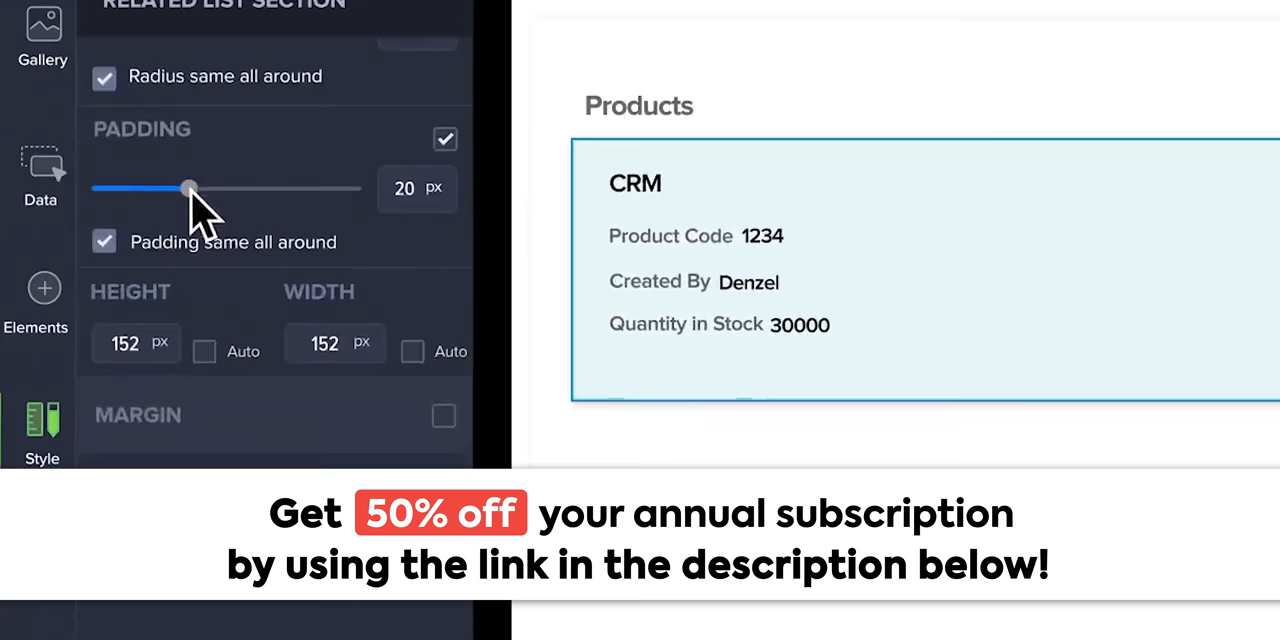 RELATED LIST SECTION
Gallery
Radius same all around
PADDING
20 px
Data
Padding same all around
HEIGHT WIDTH
Elements
152 px Auto 152 px Auto
MARGIN
Style
Products
CRM
Product Code 1234
Created By Denzel
Quantity in Stock 30000
Get 50% off your annual subscription
by using the link in the description below!